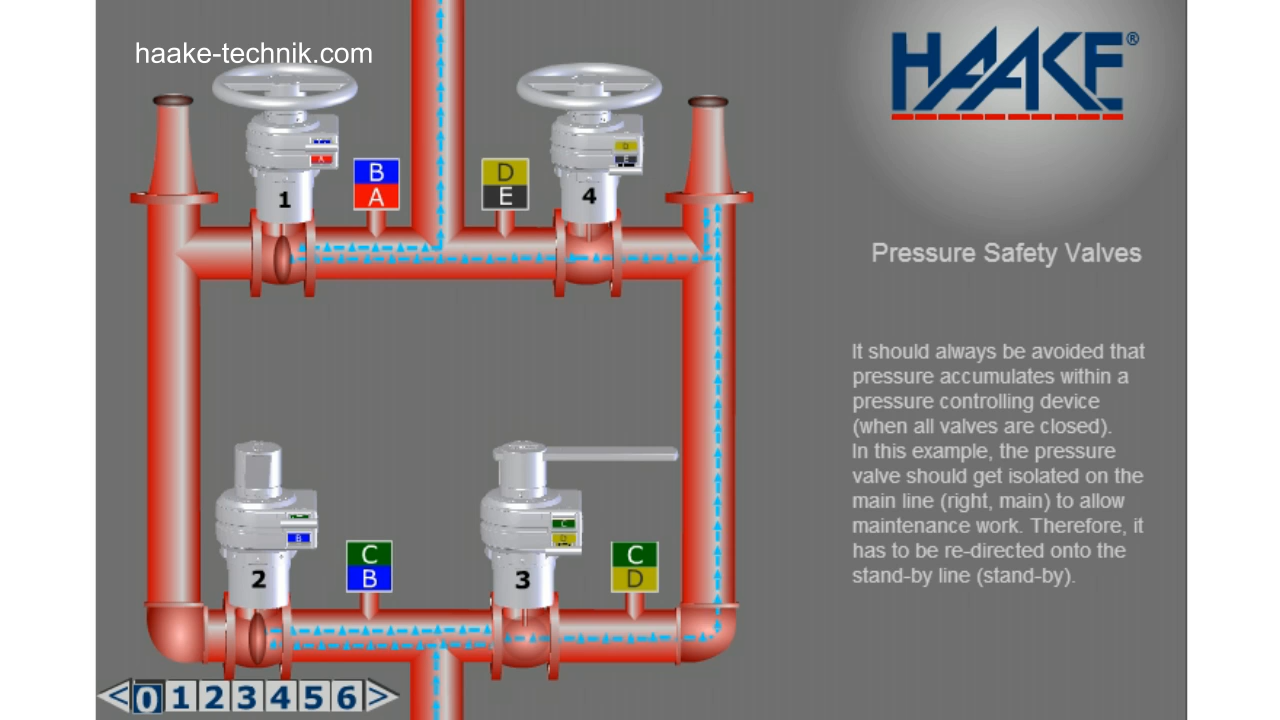 haake-technik.com
HAAKE®
B
A
D
E
1
A
D
E
4
Pressure Safety Valves
It should always be avoided that
pressure accumulates within a
pressure controlling device
(when all valves are closed).
In this example, the pressure
valve should get isolated on the
main line (right, main) to allow
maintenance work. Therefore, it
has to be re-directed onto the
stand-by line (stand-by).
2
B
C
B
3
C
D
C
D
< 0 1 2 3 4 5 6 >